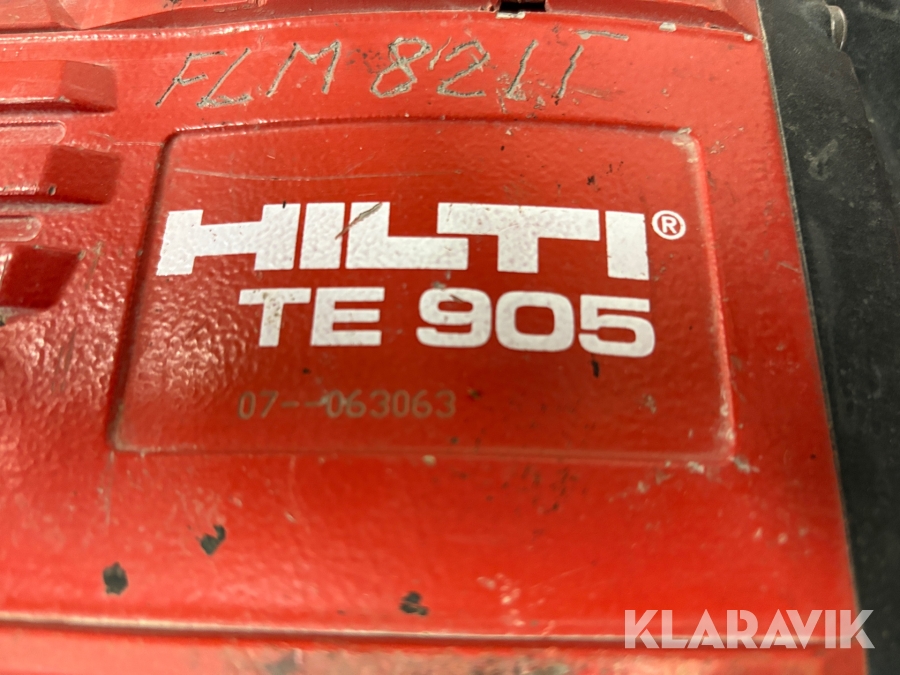 FLM 821T
HILTI®
TE 905
07--063063
KLARAVIK